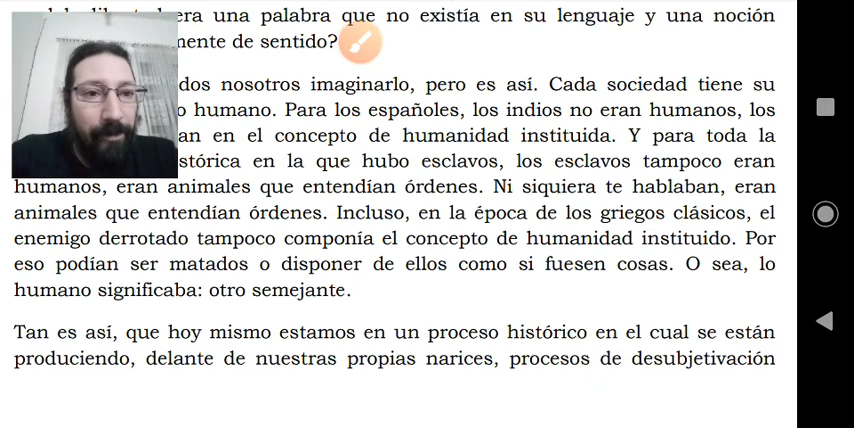 era una palabra que no existía en su lenguaje y una noción
mente de sentido?
dos nosotros imaginarlo, pero es así. Cada sociedad tiene su
o humano. Para los españoles, los indios no eran humanos, los
an en el concepto de humanidad instituida. Y para toda la
stórica en la que hubo esclavos, los esclavos tampoco eran
humanos, eran animales que entendían órdenes. Ni siquiera te hablaban, eran
animales que entendían órdenes. Incluso, en la época de los griegos clásicos, el
enemigo derrotado tampoco componía el concepto de humanidad instituido. Por
eso podían ser matados o disponer de ellos como si fuesen cosas. O sea, lo
humano significaba: otro semejante.
Tan es así, que hoy mismo estamos en un proceso histórico en el cual se están
produciendo, delante de nuestras propias narices, procesos de desubjetivación